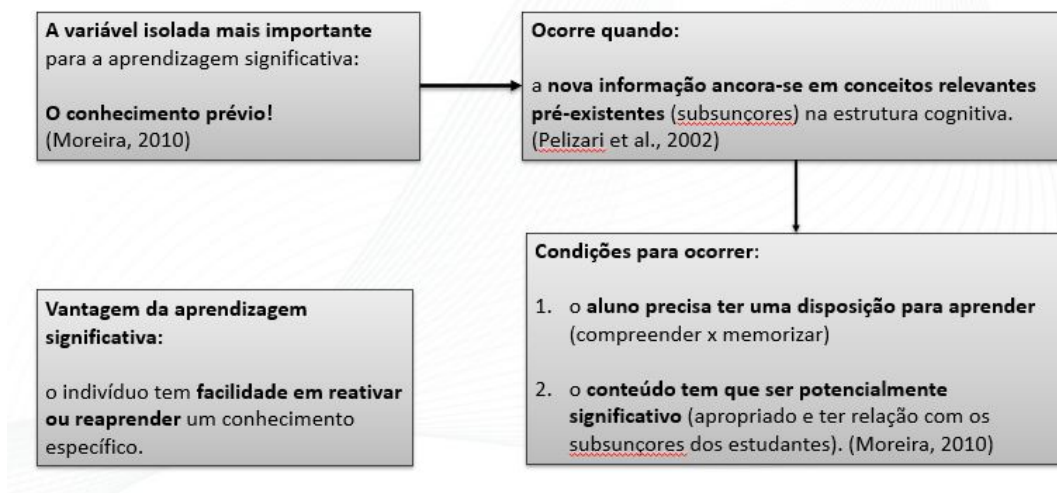 A variável isolada mais importante
para a aprendizagem significativa:
O conhecimento prévio!
(Moreira, 2010)
Ocorre quando:
a nova informação ancora-se em conceitos relevantes
pré-existentes (subsunçores) na estrutura cognitiva.
(Pelizari et al., 2002)
Condições para ocorrer:
1. o aluno precisa ter uma disposição para aprender
(compreender x memorizar)
2. o conteúdo tem que ser potencialmente
significativo (apropriado e ter relação com os
subsunçores dos estudantes). (Moreira, 2010)
Vantagem da aprendizagem
significativa:
o indivíduo tem facilidade em reativar
ou reaprender um conhecimento
específico.